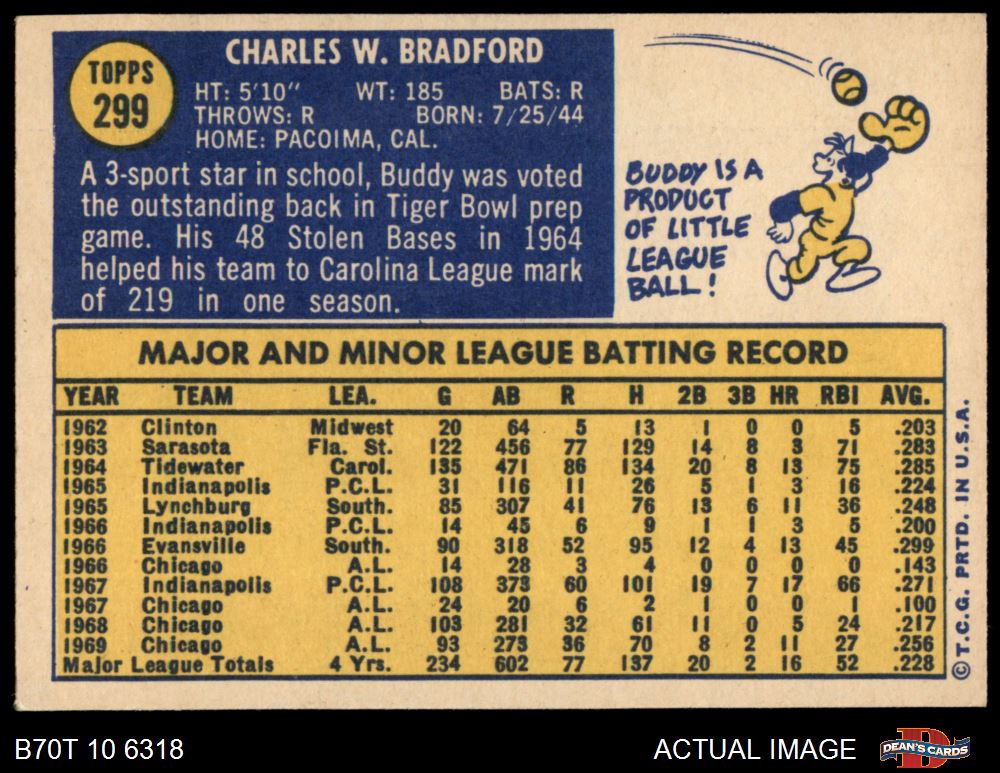 TOPPS
299
CHARLES W. BRADFORD
HT: 5'10" WT: 185 BATS: R
THROWS: R BORN: 7/25/44
HOME: PACOIMA, CAL.
A 3-sport star in school, Buddy was voted
the outstanding back in Tiger Bowl prep
game. His 48 Stolen Bases in 1964
helped his team to Carolina League mark
of 219 in one season.
BUDDY IS A
PRODUCT
OF LITTLE
LEAGUE
BALL!
MAJOR AND MINOR LEAGUE BATTING RECORD
YEAR TEAM LEA. G AB R H 2B 3B HR RBI AVG.
1962 Clinton Midwest 20 64 5 13 1 0 0 5 .203
1963 Sarasota Fla. St. 122 456 77 129 14 8 3 71 .283
1964 Tidewater Carol. 135 471 86 134 20 8 13 75 .285
1965 Indianapolis P.C.L. 31 116 11 26 5 1 3 16 .224
1965 Lynchburg South. 85 307 41 76 13 6 11 36 .248
1966 Indianapolis P.C.L. 14 45 6 9 1 1 3 5 .200
1966 Evansville South. 90 318 52 95 12 4 13 45 .299
1966 Chicago A.L. 14 28 3 4 0 0 0 0 .143
1967 Indianapolis P.C.L. 108 373 60 101 19 7 17 66 .271
1967 Chicago A.L. 24 20 6 2 1 0 0 1 .100
1968 Chicago A.L. 103 281 32 61 11 0 5 24 .217
1969 Chicago A.L. 93 273 36 70 8 2 11 27 .256
Major League Totals 4 Yrs. 234 602 77 137 20 2 16 52 .228
© T.C.G. PRTD. IN U.S.A.
B70T 10 6318
ACTUAL IMAGE
DEAN'S CARDS